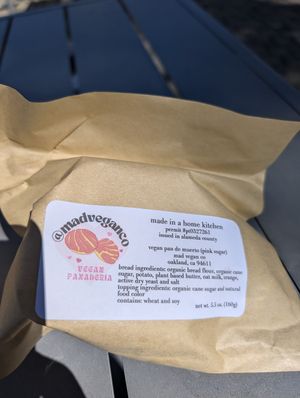 @madveganco
VEGAN
PANADERIA
made in a home kitchen
permit #pt0327261
issued in alameda county
vegan pan de muerto (pink sugar)
mad vegan co
oakland, ca 94611
bread ingredients: organic bread flour, organic cane
sugar, potato, plant based butter, oat milk, orange,
active dry yeast and salt
topping ingredients: organic cane sugar and natural
food color
contains: wheat and soy
net wt. 5.5 oz. (160g)